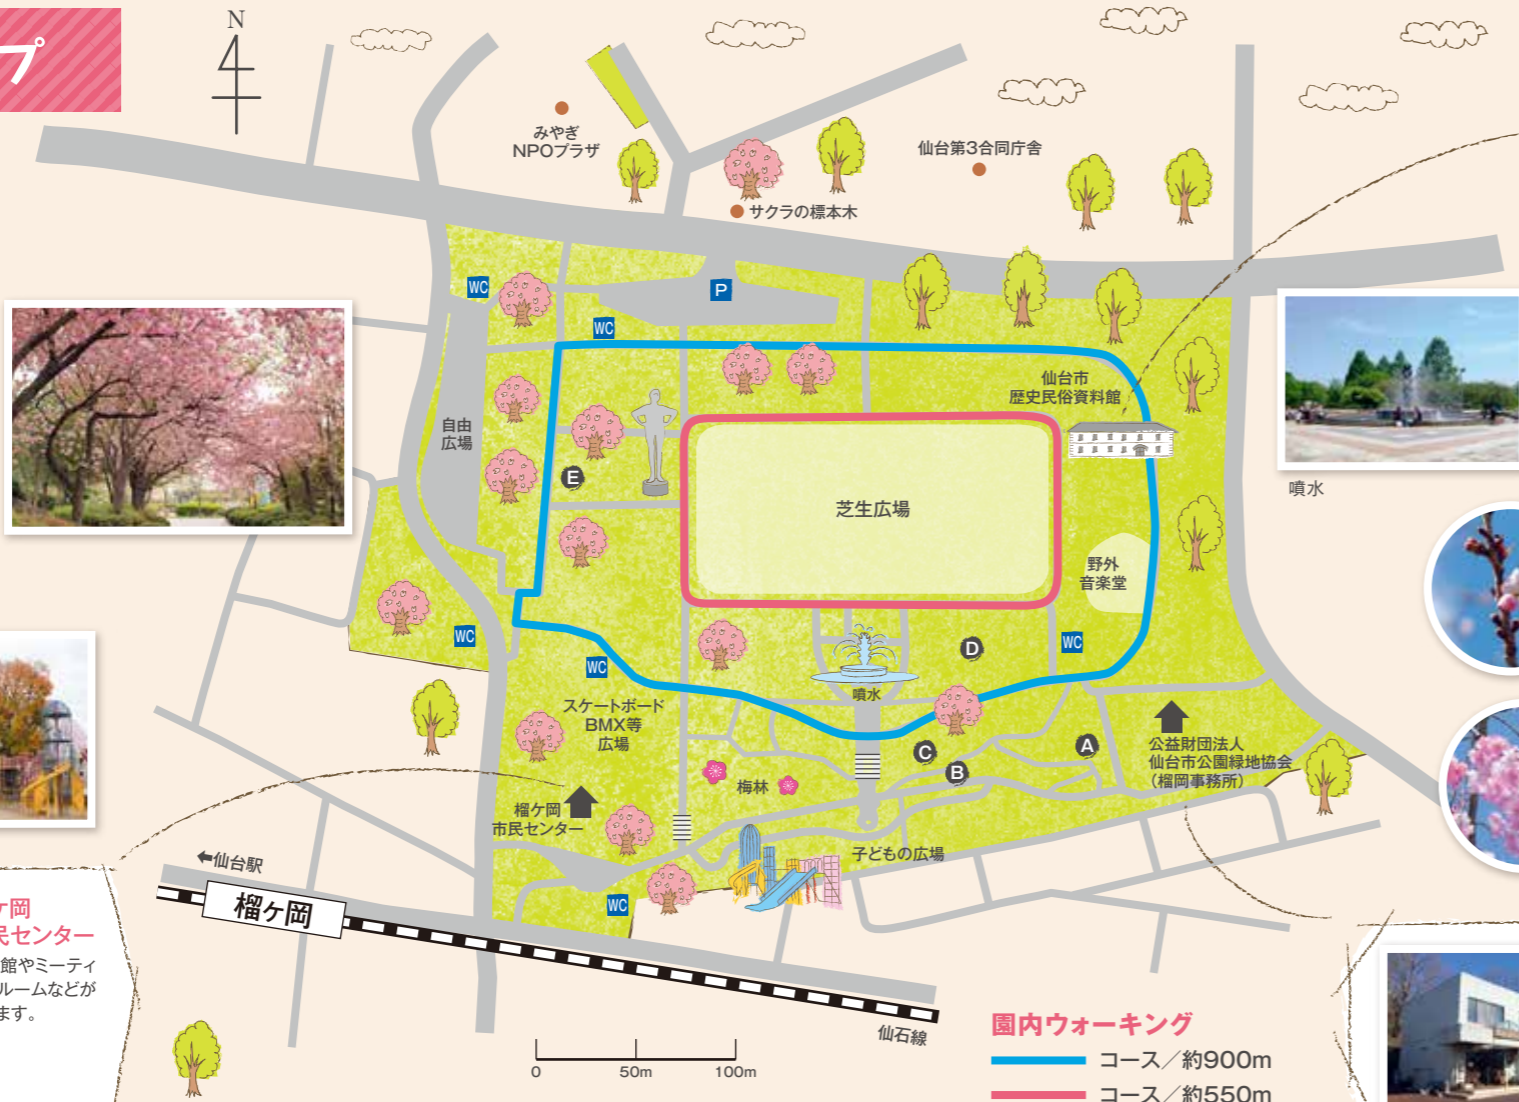 プ
N
みやぎ
NPOプラザ
仙台第3合同庁舎
サクラの標本木
WC
P
WC
仙台市
歴史民俗資料館
自由
広場
E
芝生広場
噴水
野外
音楽堂
WC
WC
WC
D
噴水
スケートボード
BMX等
広場
C
B
A
公益財団法人
仙台市公園緑地協会
（榴岡事務所）
梅林
榴ケ岡
市民センター
子どもの広場
←仙台駅
榴ケ岡
WC
ケ岡
民センター
館やミーティ
ルームなどが
ます。
仙石線
0 50m 100m
園内ウォーキング
コース／約900m
コース／約550m